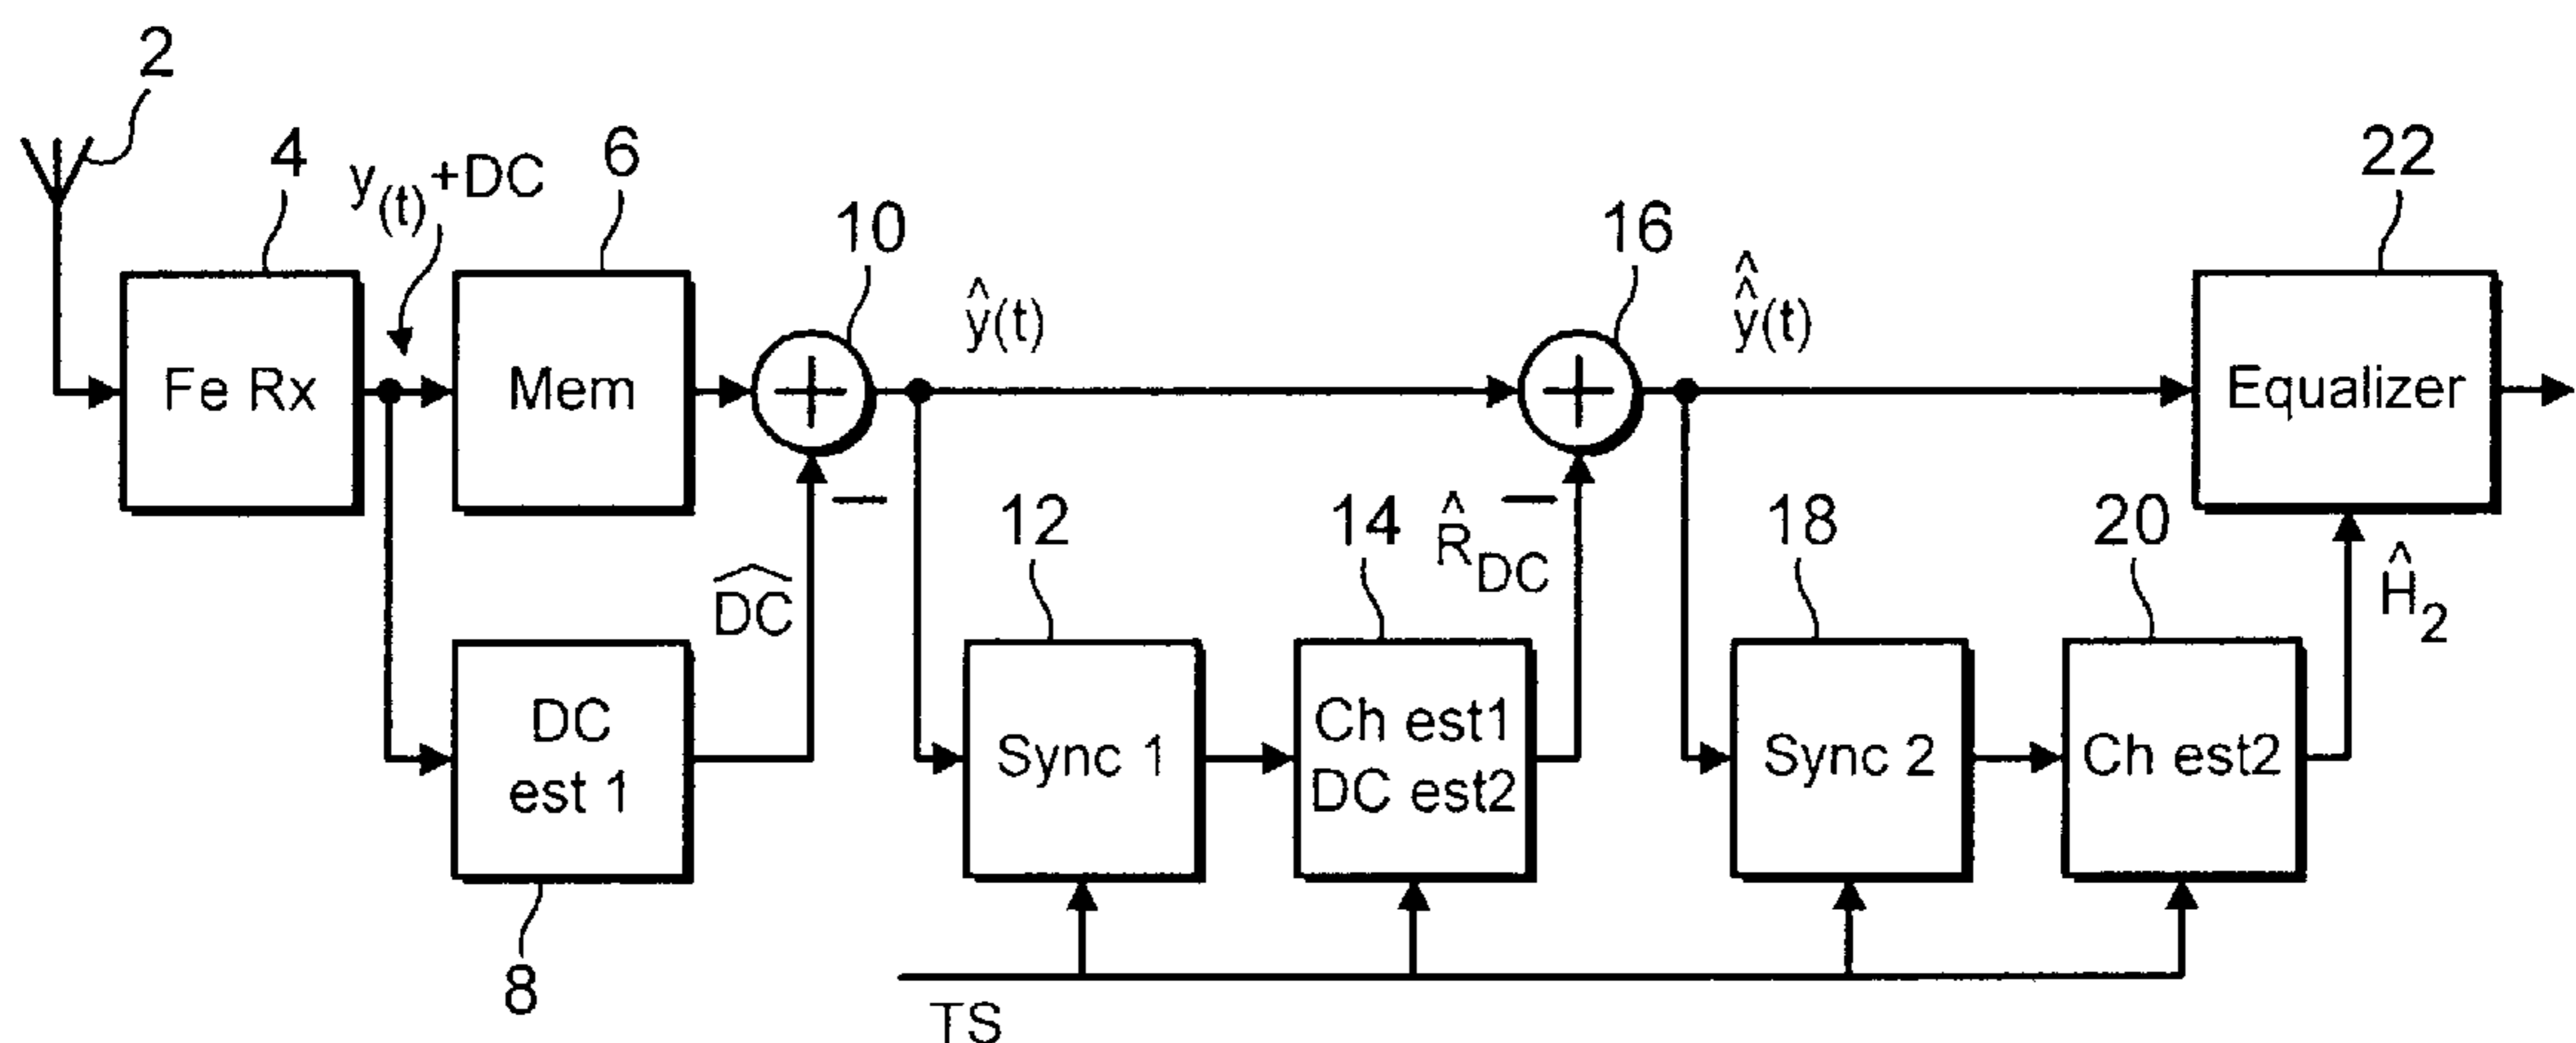 2
4
y(t)+DC
6
10
ŷ(t)
16
ŷ̂(t)
22
Fe Rx
Mem
+
+
Equalizer
−
−
D̂C
12
14
R̂DC
18
20
Ĥ2
DC
est 1
Sync 1
Ch est1
DC est2
Sync 2
Ch est2
8
TS